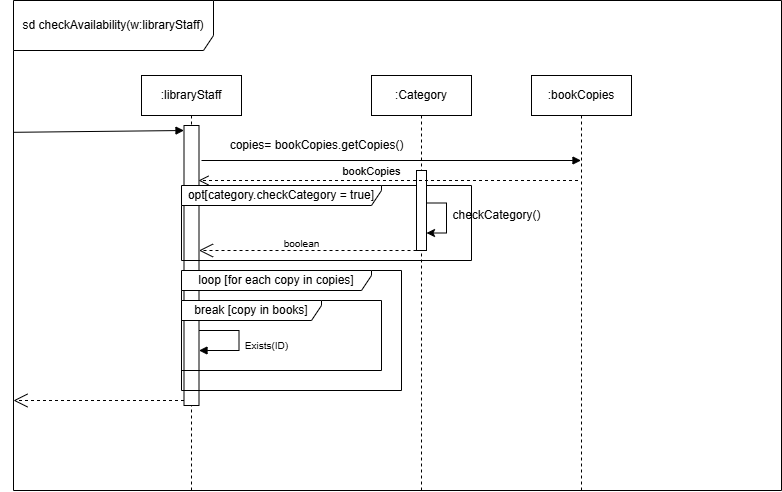 sd checkAvailability(w:libraryStaff)
:libraryStaff
:Category
:bookCopies
copies= bookCopies.getCopies()
bookCopies
opt[category.checkCategory = true]
checkCategory()
boolean
loop [for each copy in copies]
break [copy in books]
Exists(ID)